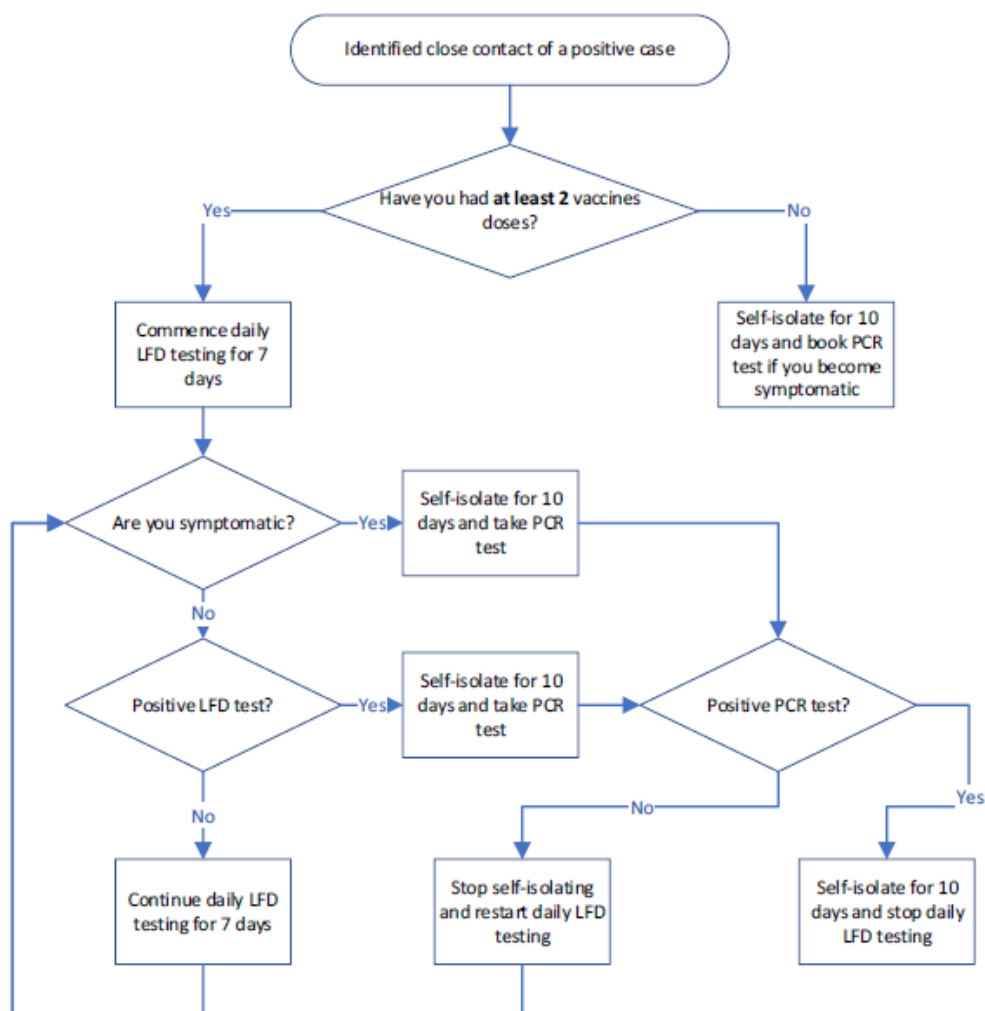 Identified close contact of a positive case
Have you had at least 2 vaccines
doses?
Yes
No
Commence daily
LFD testing for 7
days
Self-isolate for 10
days and book PCR
test if you become
symptomatic
Are you symptomatic?
Yes
Self-isolate for 10
days and take PCR
test
No
Positive LFD test?
Yes
Self-isolate for 10
days and take PCR
test
Positive PCR test?
No
No
Yes
Continue daily LFD
testing for 7 days
Stop self-isolating
and restart daily LFD
testing
Self-isolate for 10
days and stop daily
LFD testing